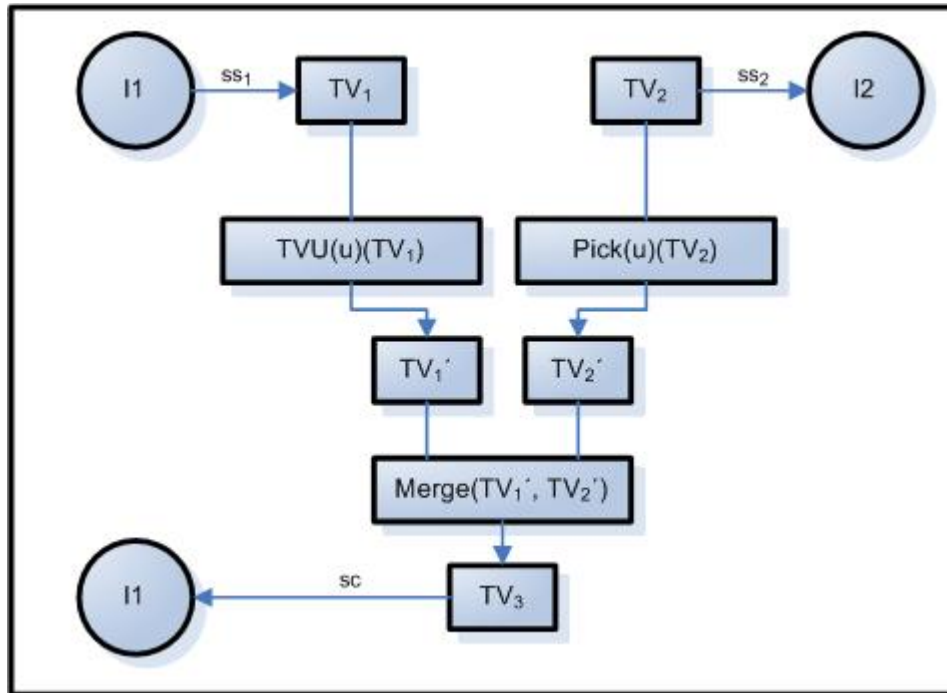 I1 ss₁ TV₁ TV₂ ss₂ I2
TVU(u)(TV₁) Pick(u)(TV₂)
TV₁´ TV₂´
Merge(TV₁´, TV₂´)
I1 sc TV₃